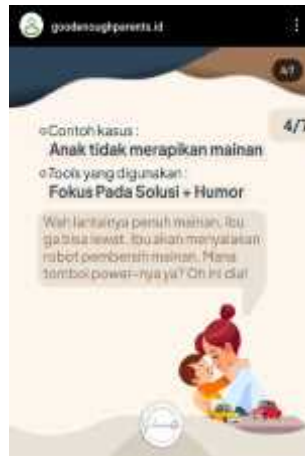 goodenoughparents.id
4/7
4/7
Contoh kasus :
Anak tidak merapikan mainan
Tools yang digunakan :
Fokus Pada Solusi + Humor
Wah lantainya penuh mainan. Ibu
ga bisa lewat. Ibu akan menyalakan
robot pembersih mainan. Mana
tombol power-nya ya? Oh ini dia!